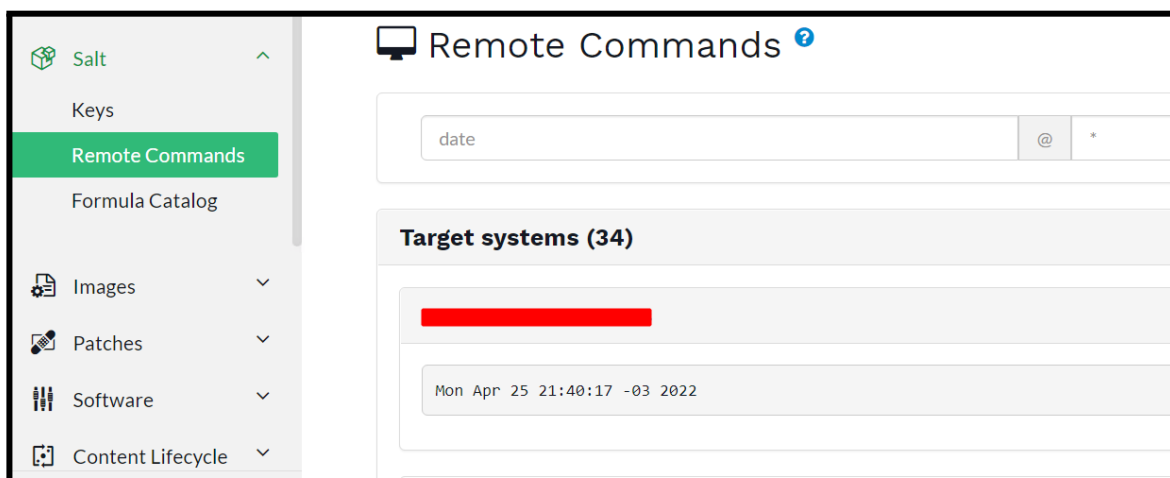 Salt
Keys
Remote Commands
Formula Catalog
Images
Patches
Software
Content Lifecycle
Remote Commands ?
date @ *
Target systems (34)
Mon Apr 25 21:40:17 -03 2022